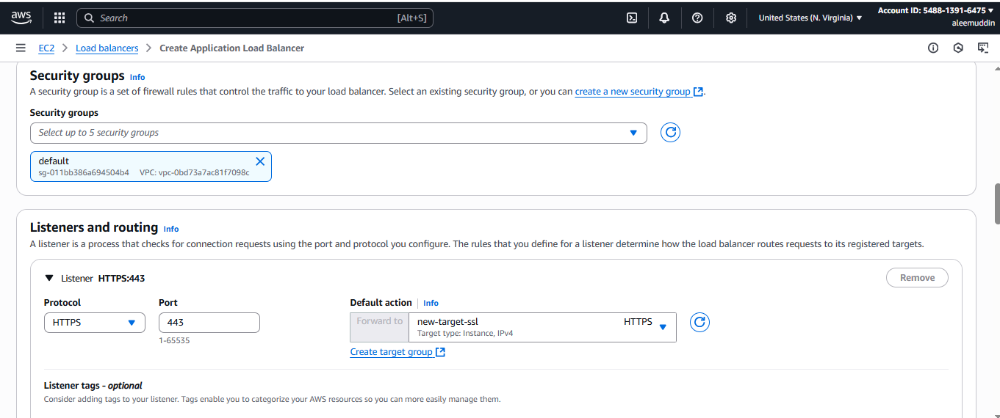 aws
Search [Alt+S]
United States (N. Virginia)
Account ID: 5488-1391-6475
aleemuddin
EC2 > Load balancers > Create Application Load Balancer
Security groups Info
A security group is a set of firewall rules that control the traffic to your load balancer. Select an existing security group, or you can create a new security group.
Security groups
Select up to 5 security groups
default
sg-011bb386a694504b4 VPC: vpc-0bd73a7ac81f7098c
Listeners and routing Info
A listener is a process that checks for connection requests using the port and protocol you configure. The rules that you define for a listener determine how the load balancer routes requests to its registered targets.
Listener HTTPS:443
Remove
Protocol Port Default action Info
HTTPS 443 Forward to new-target-ssl HTTPS
Target type: Instance, IPv4
1-65535
Create target group
Listener tags - optional
Consider adding tags to your listener. Tags enable you to categorize your AWS resources so you can more easily manage them.